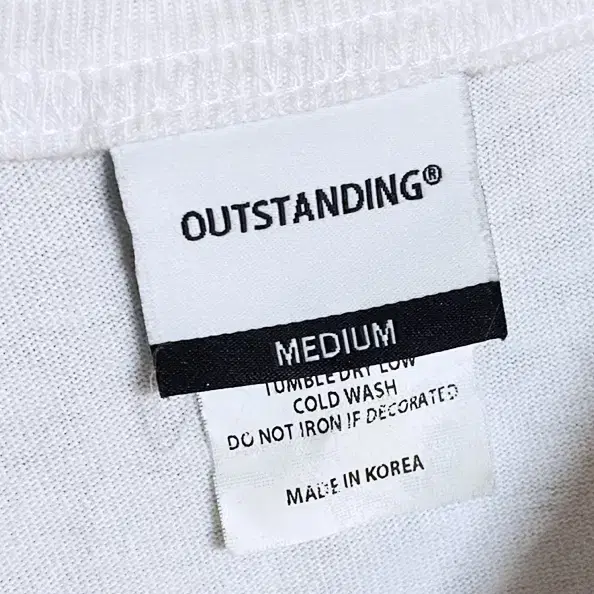 OUTSTANDING®
MEDIUM
TUMBLE DRY LOW
COLD WASH
DO NOT IRON IF DECORATED
MADE IN KOREA